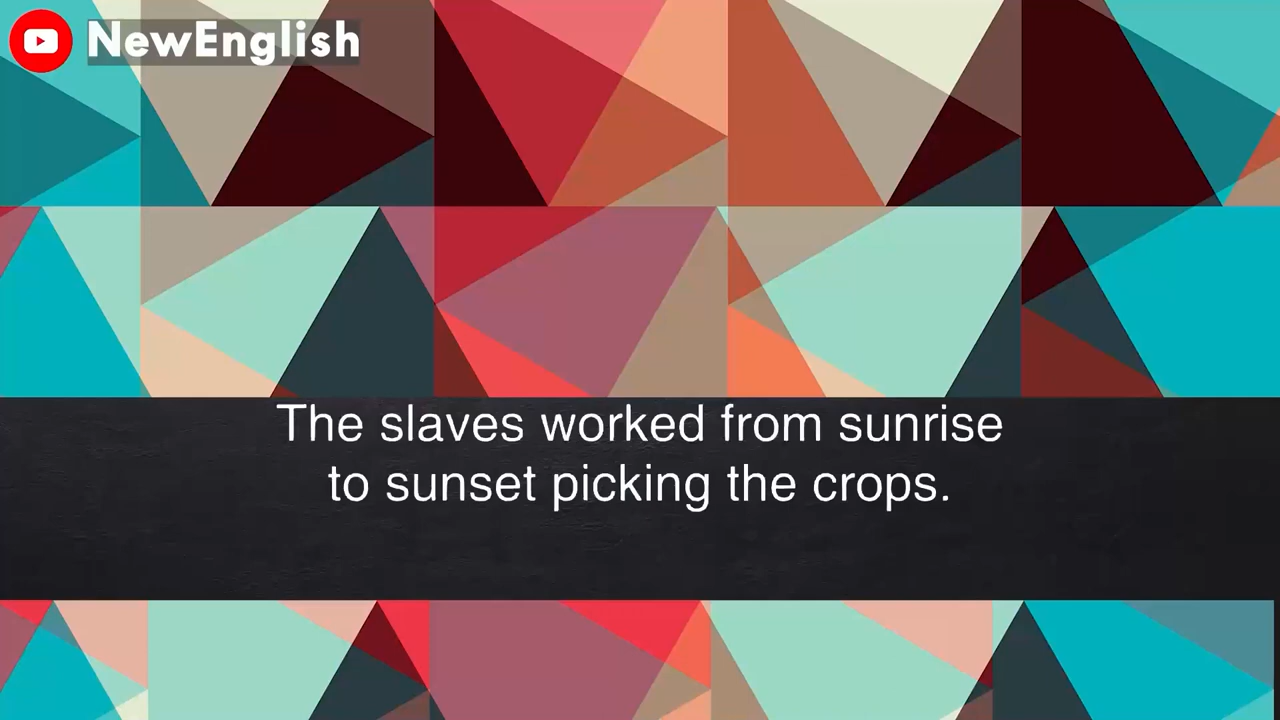 NewEnglish
The slaves worked from sunrise
to sunset picking the crops.